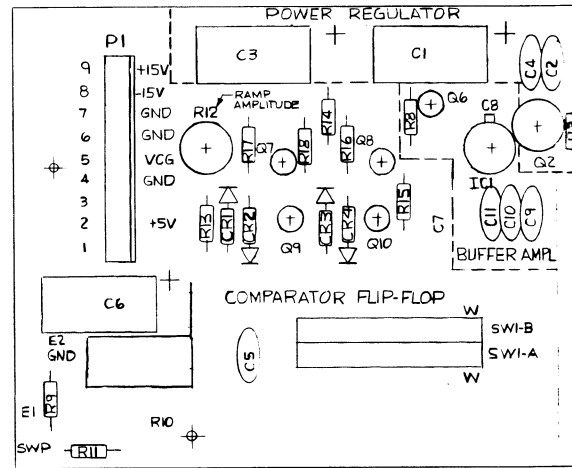 POWER REGULATOR
P1
9 +15V
8 -15V
7 GND
6 GND
5 VCG
4 GND
3
2 +5V
1
C3
C1
C4
C2
R12
RAMP
AMPLITUDE
R17
Q7
R18
R14
R16
Q8
R8
Q6
C8
IC1
Q2
R13
CR1
CR2
Q9
CR3
CR4
Q10
R15
C7
C11
C10
C9
BUFFER AMPL
C6
COMPARATOR FLIP-FLOP
W
SW1-B
SW1-A
W
E2
GND
C5
E1
R9
R10
SWP
R11